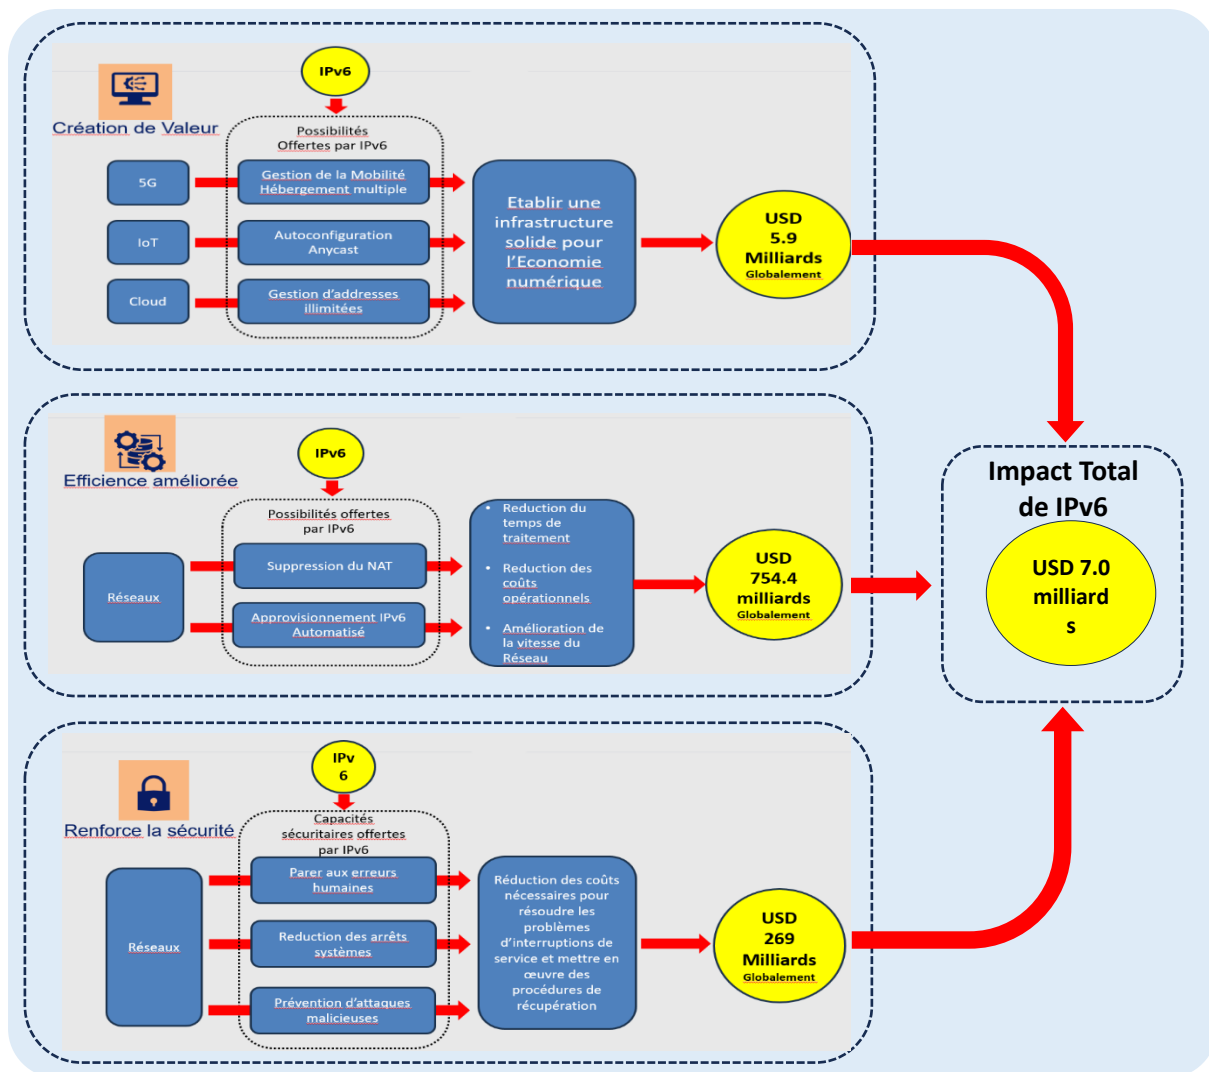 IPv6
Création de Valeur
Possibilités
Offertes par IPv6
5G
Gestion de la Mobilité
Hébergement multiple
IoT
Autoconfiguration
Anycast
Cloud
Gestion d'addresses
illimitées
Etablir une
infrastructure
solide pour
l'Economie
numérique
USD
5.9
Milliards
Globalement
IPv6
Efficience améliorée
Possibilités offertes
par IPv6
Réseaux
Suppression du NAT
Approvisionnement IPv6
Automatisé
• Reduction du
temps de
traitement
• Reduction des
coûts
opérationnels
• Amélioration de
la vitesse du
Réseau
USD
754.4
milliards
Globalement
Impact Total
de IPv6
USD 7.0
milliard
s
IPv
6
Renforce la sécurité
Capacités
sécuritaires offertes
par IPv6
Réseaux
Parer aux erreurs
humaines
Reduction des arrêts
systèmes
Prévention d'attaques
malicieuses
Réduction des coûts
nécessaires pour
résoudre les
problèmes
d'interruptions de
service et mettre en
œuvre des
procédures de
récupération
USD
269
Milliards
Globalement